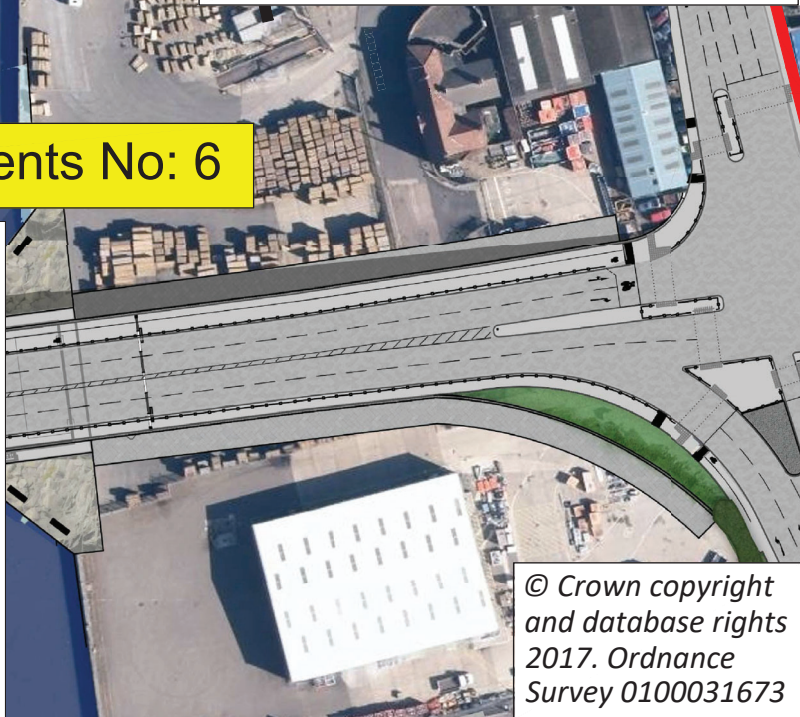 ents No: 6
© Crown copyright
and database rights
2017. Ordnance
Survey 0100031673